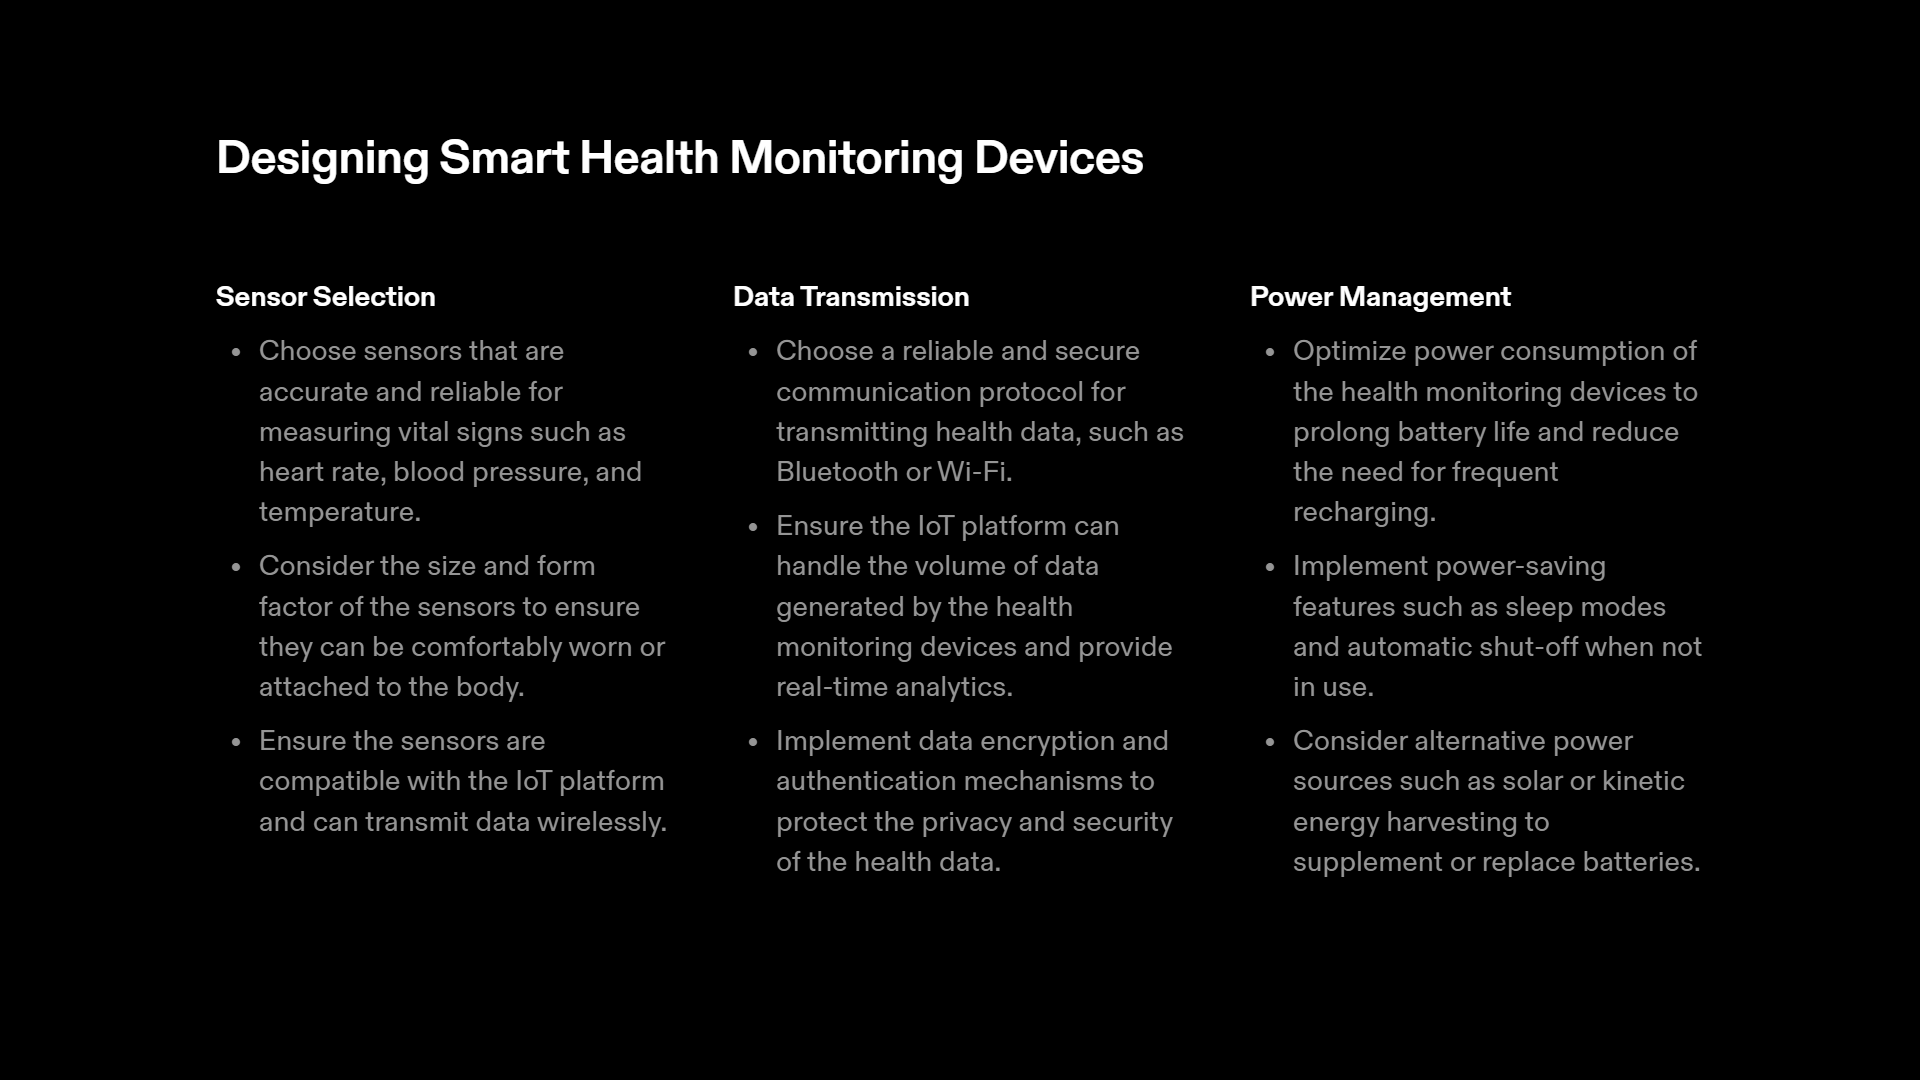 Designing Smart Health Monitoring Devices
Sensor Selection
• Choose sensors that are
accurate and reliable for
measuring vital signs such as
heart rate, blood pressure, and
temperature.
• Consider the size and form
factor of the sensors to ensure
they can be comfortably worn or
attached to the body.
• Ensure the sensors are
compatible with the IoT platform
and can transmit data wirelessly.
Data Transmission
• Choose a reliable and secure
communication protocol for
transmitting health data, such as
Bluetooth or Wi-Fi.
• Ensure the IoT platform can
handle the volume of data
generated by the health
monitoring devices and provide
real-time analytics.
• Implement data encryption and
authentication mechanisms to
protect the privacy and security
of the health data.
Power Management
• Optimize power consumption of
the health monitoring devices to
prolong battery life and reduce
the need for frequent
recharging.
• Implement power-saving
features such as sleep modes
and automatic shut-off when not
in use.
• Consider alternative power
sources such as solar or kinetic
energy harvesting to
supplement or replace batteries.